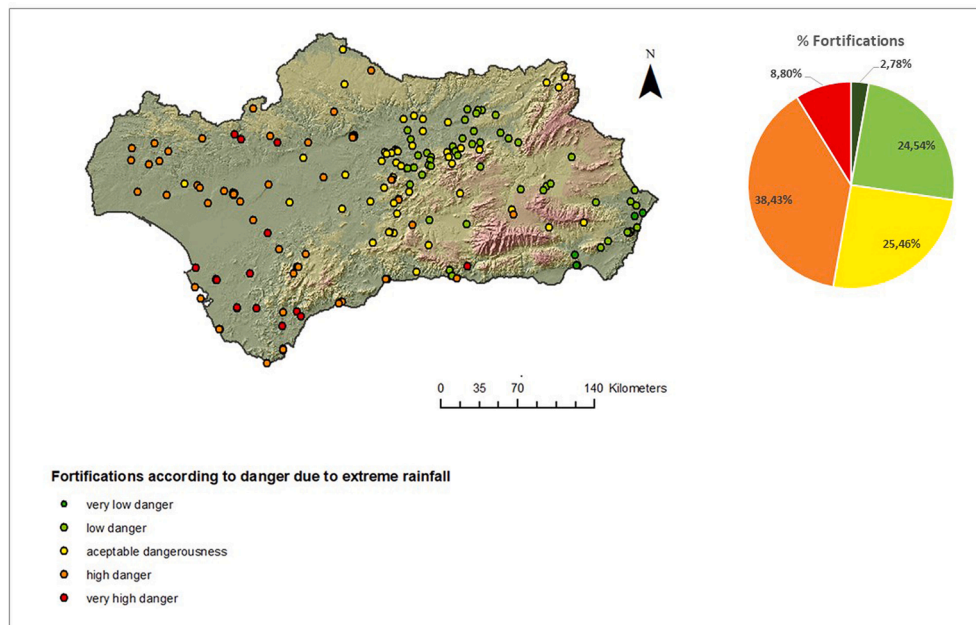 % Fortifications
8,80%
2,78%
24,54%
38,43%
25,46%
N
0 35 70 140 Kilometers
Fortifications according to danger due to extreme rainfall
very low danger
low danger
aceptable dangerousness
high danger
very high danger